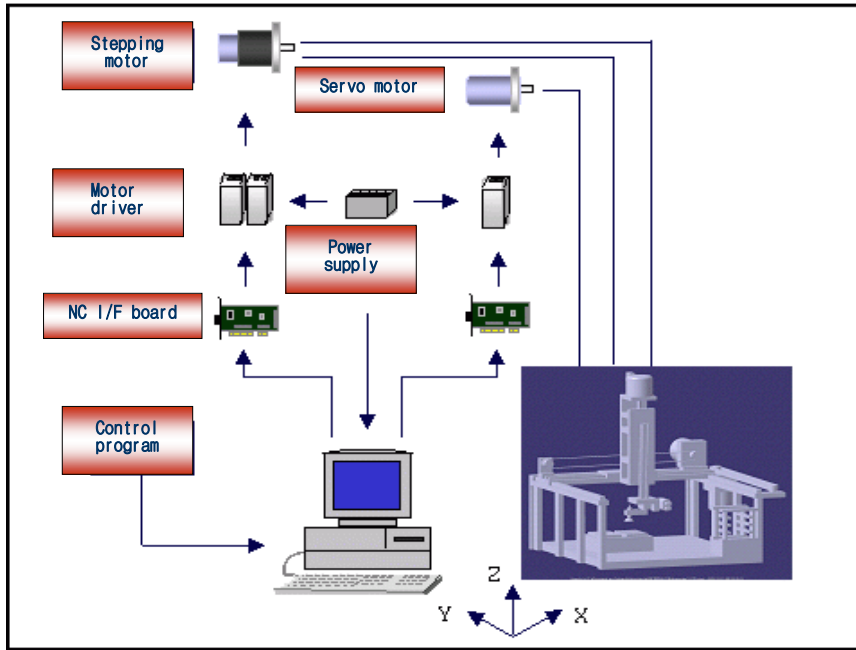 Stepping
motor
Servo motor
Motor
driver
Power
supply
NC I/F board
Control
program
Z
Y
X